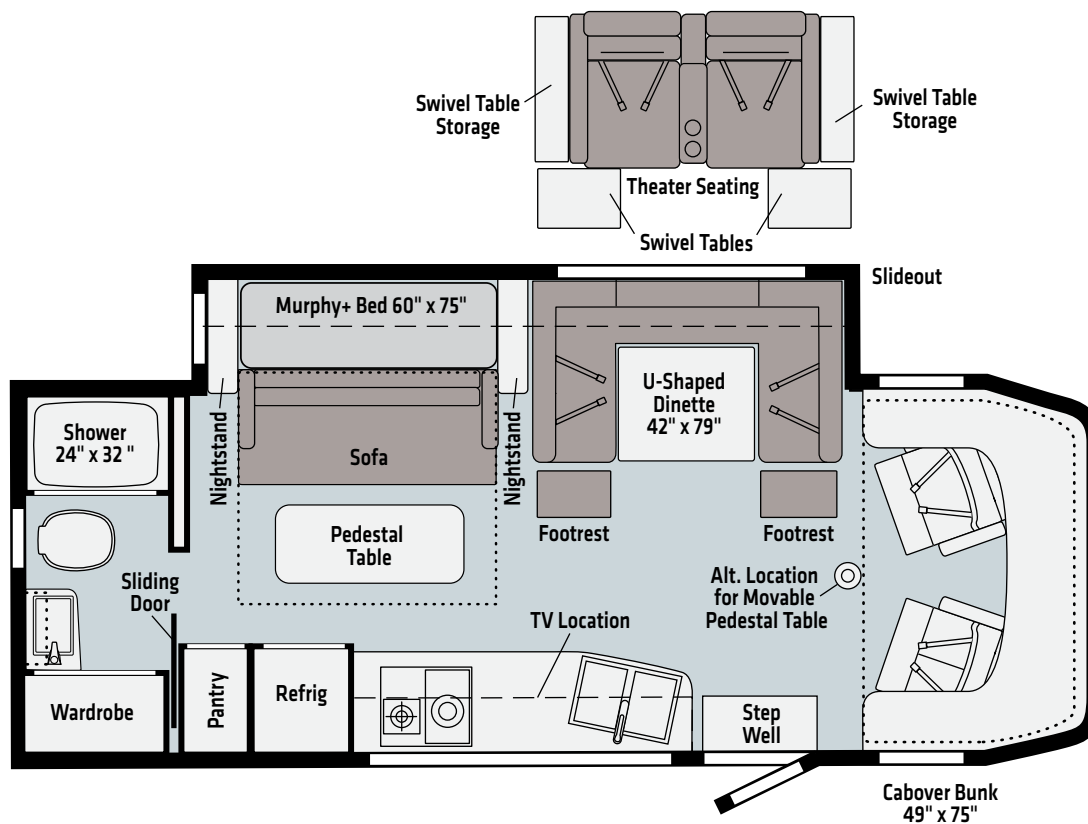 Swivel Table
Storage
Swivel Table
Storage
Theater Seating
Swivel Tables
Slideout
Murphy+ Bed 60" x 75"
U-Shaped
Dinette
42" x 79"
Shower
24" x 32 "
Nightstand
Sofa
Nightstand
Pedestal
Table
Footrest
Footrest
Sliding
Door
Alt. Location
for Movable
Pedestal Table
TV Location
Wardrobe
Pantry
Refrig
Step
Well
Cabover Bunk
49" x 75"